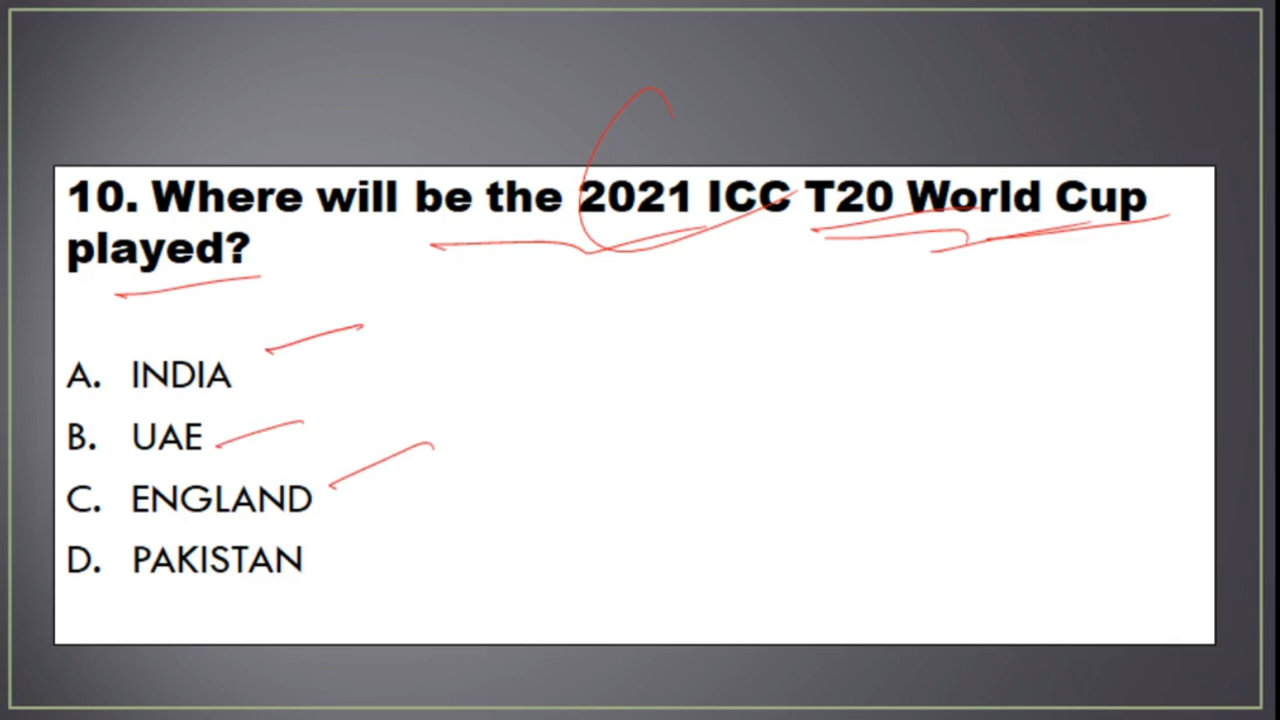 10. Where will be the 2021 ICC T20 World Cup
played?
A. INDIA
B. UAE
C. ENGLAND
D. PAKISTAN